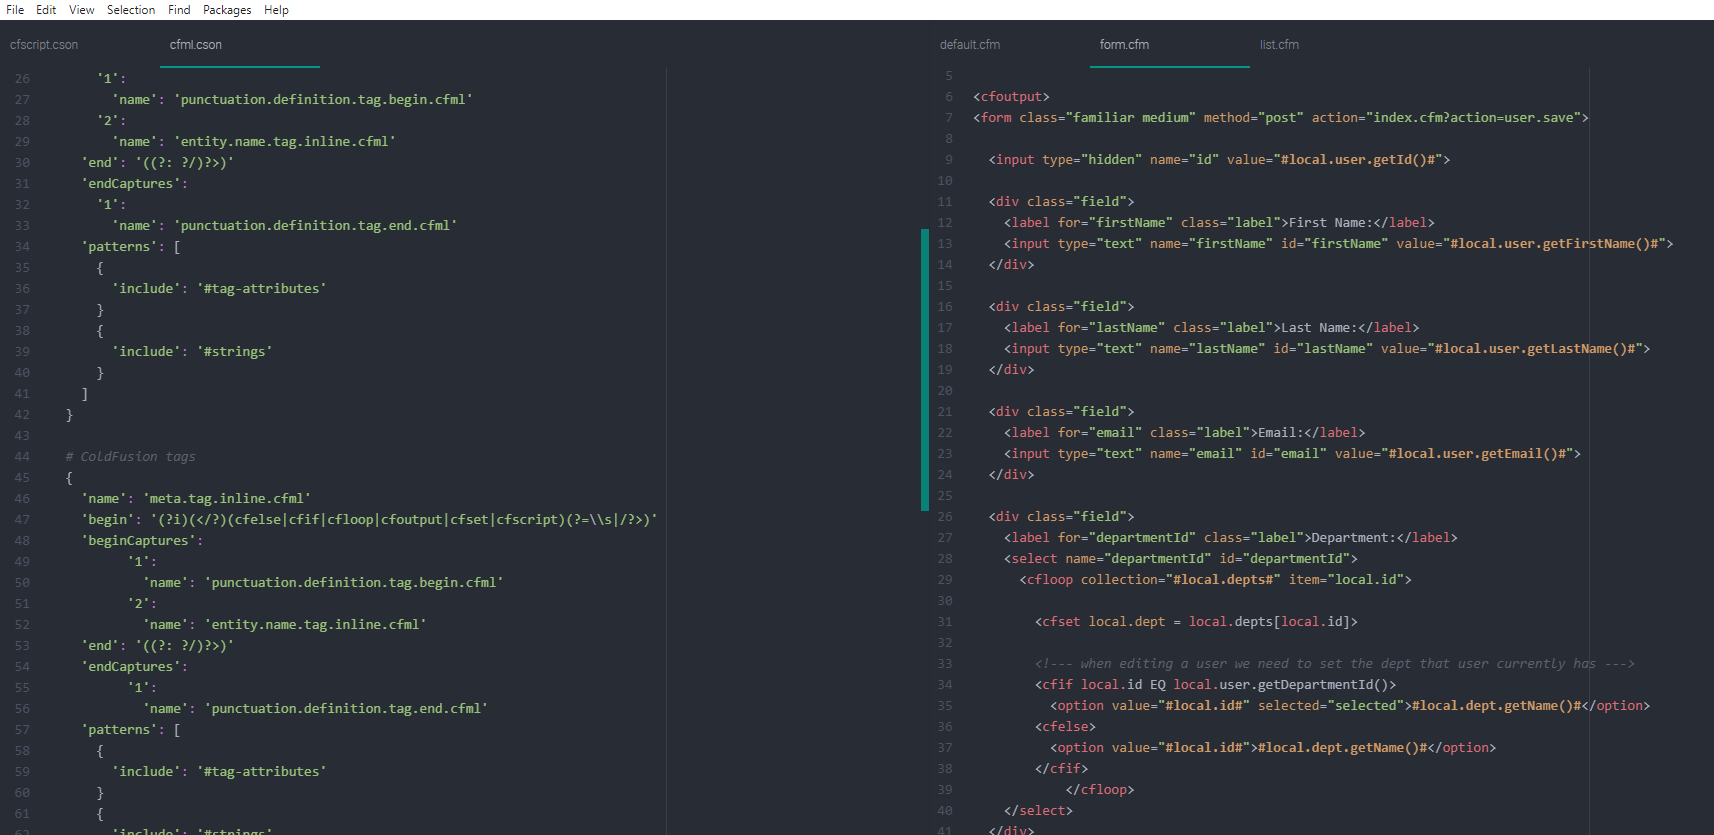 File Edit View Selection Find Packages Help
cfscript.cson cfml.cson
26 '1':
27 'name': 'punctuation.definition.tag.begin.cfml'
28 '2':
29 'name': 'entity.name.tag.inline.cfml'
30 'end': '((?: ?/)?>)'
31 'endCaptures':
32 '1':
33 'name': 'punctuation.definition.tag.end.cfml'
34 'patterns': [
35 {
36 'include': '#tag-attributes'
37 }
38 {
39 'include': '#strings'
40 }
41 ]
42 }
43
44 # ColdFusion tags
45 {
46 'name': 'meta.tag.inline.cfml'
47 'begin': '(?i)(</?)(cfelse|cfif|cfloop|cfoutput|cfset|cfscript)(?=\\s|/?>)'
48 'beginCaptures':
49 '1':
50 'name': 'punctuation.definition.tag.begin.cfml'
51 '2':
52 'name': 'entity.name.tag.inline.cfml'
53 'end': '((?: ?/)?>)'
54 'endCaptures':
55 '1':
56 'name': 'punctuation.definition.tag.end.cfml'
57 'patterns': [
58 {
59 'include': '#tag-attributes'
60 }
61 {
62 'include': '#strings'
default.cfm form.cfm list.cfm
5
6 <cfoutput>
7 <form class="familiar medium" method="post" action="index.cfm?action=user.save">
8
9 <input type="hidden" name="id" value="#local.user.getId()#">
10
11 <div class="field">
12 <label for="firstName" class="label">First Name:</label>
13 <input type="text" name="firstName" id="firstName" value="#local.user.getFirstName()#">
14 </div>
15
16 <div class="field">
17 <label for="lastName" class="label">Last Name:</label>
18 <input type="text" name="lastName" id="lastName" value="#local.user.getLastName()#">
19 </div>
20
21 <div class="field">
22 <label for="email" class="label">Email:</label>
23 <input type="text" name="email" id="email" value="#local.user.getEmail()#">
24 </div>
25
26 <div class="field">
27 <label for="departmentId" class="label">Department:</label>
28 <select name="departmentId" id="departmentId">
29 <cfloop collection="#local.depts#" item="local.id">
30
31 <cfset local.dept = local.depts[local.id]>
32
33 <!--- when editing a user we need to set the dept that user currently has --->
34 <cfif local.id EQ local.user.getDepartmentId()>
35 <option value="#local.id#" selected="selected">#local.dept.getName()#</option>
36 <cfelse>
37 <option value="#local.id#">#local.dept.getName()#</option>
38 </cfif>
39 </cfloop>
40 </select>
41 </div>